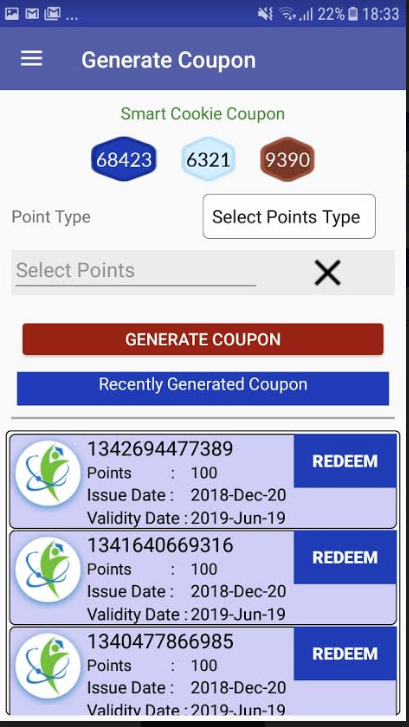 ... 22% 18:33
Generate Coupon
Smart Cookie Coupon
68423 6321 9390
Point Type Select Points Type
Select Points
GENERATE COUPON
Recently Generated Coupon
1342694477389
REDEEM
Points : 100
Issue Date : 2018-Dec-20
Validity Date : 2019-Jun-19
1341640669316
REDEEM
Points : 100
Issue Date : 2018-Dec-20
Validity Date : 2019-Jun-19
1340477866985
REDEEM
Points : 100
Issue Date : 2018-Dec-20
Validity Date : 2019-Jun-19